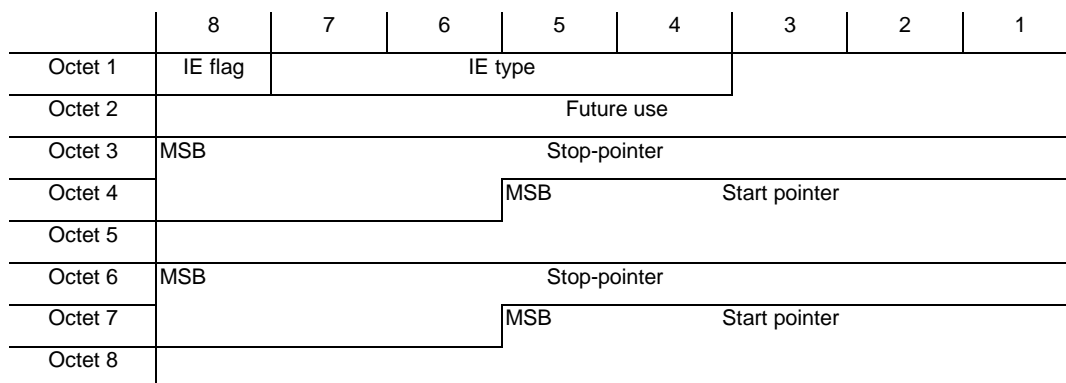 8 7 6 5 4 3 2 1
Octet 1 IE flag IE type
Octet 2 Future use
Octet 3 MSB Stop-pointer
Octet 4 MSB Start pointer
Octet 5
Octet 6 MSB Stop-pointer
Octet 7 MSB Start pointer
Octet 8